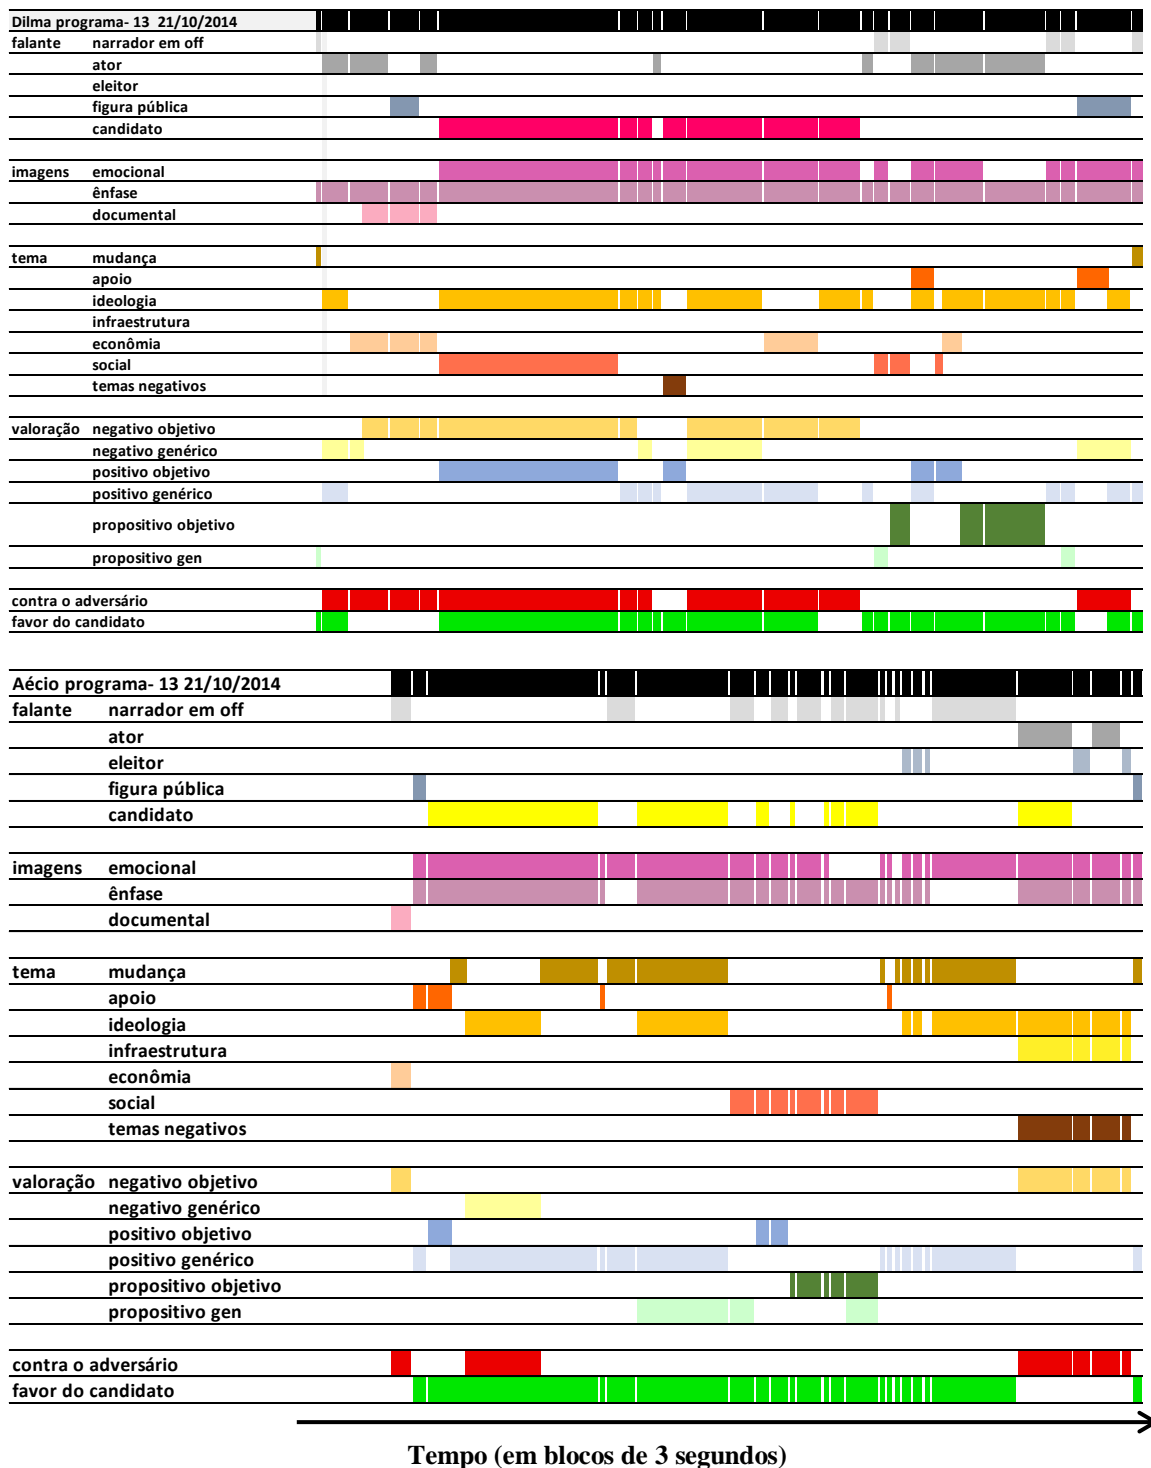 Dilma programa- 13 21/10/2014
falante narrador em off
ator
eleitor
figura pública
candidato
imagens emocional
ênfase
documental
tema mudança
apoio
ideologia
infraestrutura
econômia
social
temas negativos
valoração negativo objetivo
negativo genérico
positivo objetivo
positivo genérico
propositivo objetivo
propositivo gen
contra o adversário
favor do candidato
Aécio programa- 13 21/10/2014
falante narrador em off
ator
eleitor
figura pública
candidato
imagens emocional
ênfase
documental
tema mudança
apoio
ideologia
infraestrutura
econômia
social
temas negativos
valoração negativo objetivo
negativo genérico
positivo objetivo
positivo genérico
propositivo objetivo
propositivo gen
contra o adversário
favor do candidato
Tempo (em blocos de 3 segundos)